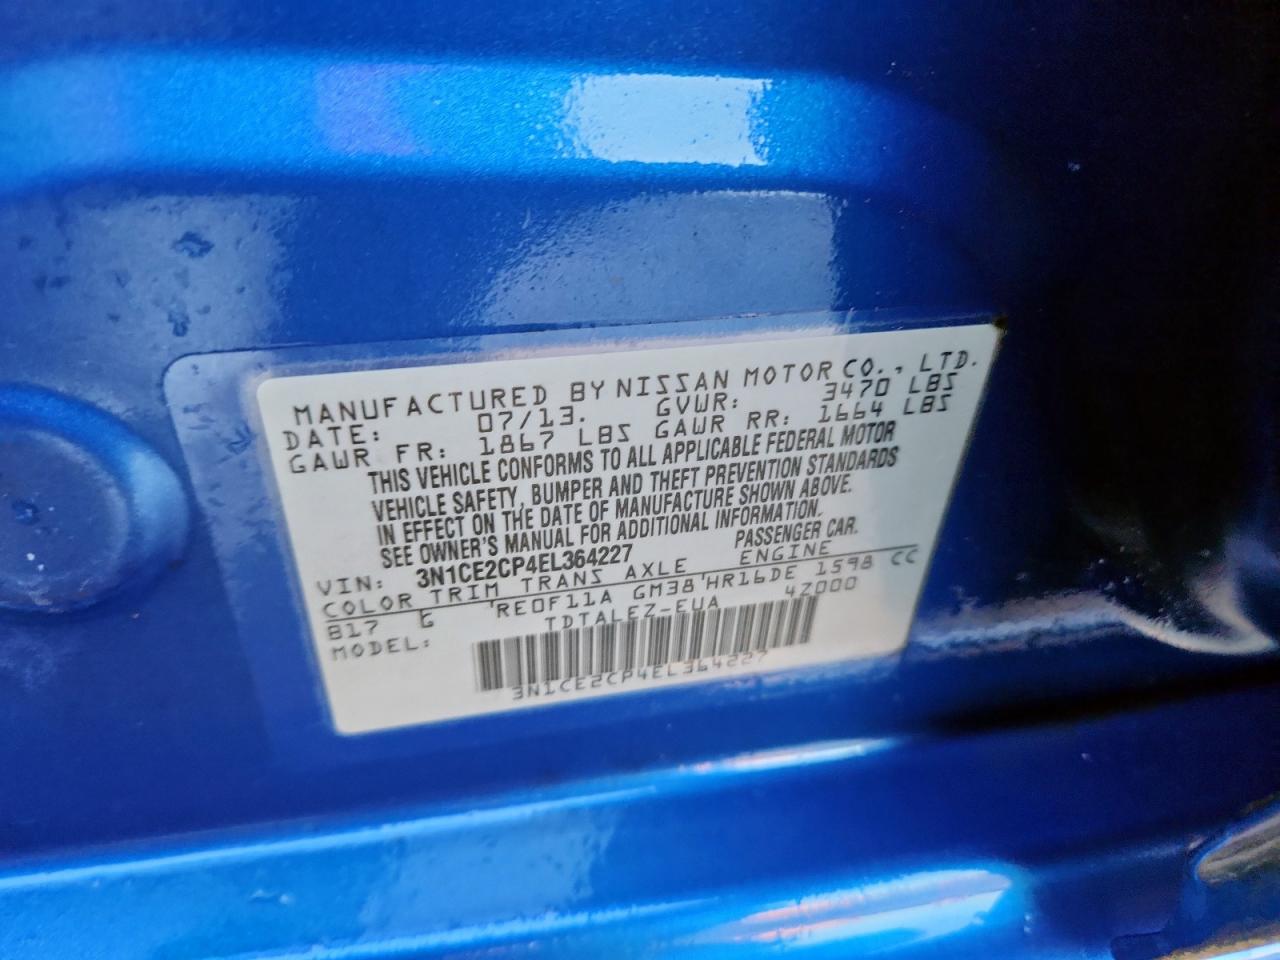 MANUFACTURED BY NISSAN MOTOR CO., LTD.
DATE: 07/13. GVWR: 3470 LBS
GAWR FR: 1867 LBS GAWR RR: 1664 LBS
THIS VEHICLE CONFORMS TO ALL APPLICABLE FEDERAL MOTOR
VEHICLE SAFETY, BUMPER AND THEFT PREVENTION STANDARDS
IN EFFECT ON THE DATE OF MANUFACTURE SHOWN ABOVE.
SEE OWNER'S MANUAL FOR ADDITIONAL INFORMATION.
VIN: 3N1CE2CP4EL364227 PASSENGER CAR.
COLOR TRIM TRANS AXLE ENGINE
B17 G RE0F11A GM38 HR16DE 1598 CC
MODEL: TDTALEZ-EUA 4Z000
3N1CE2CP4EL364227